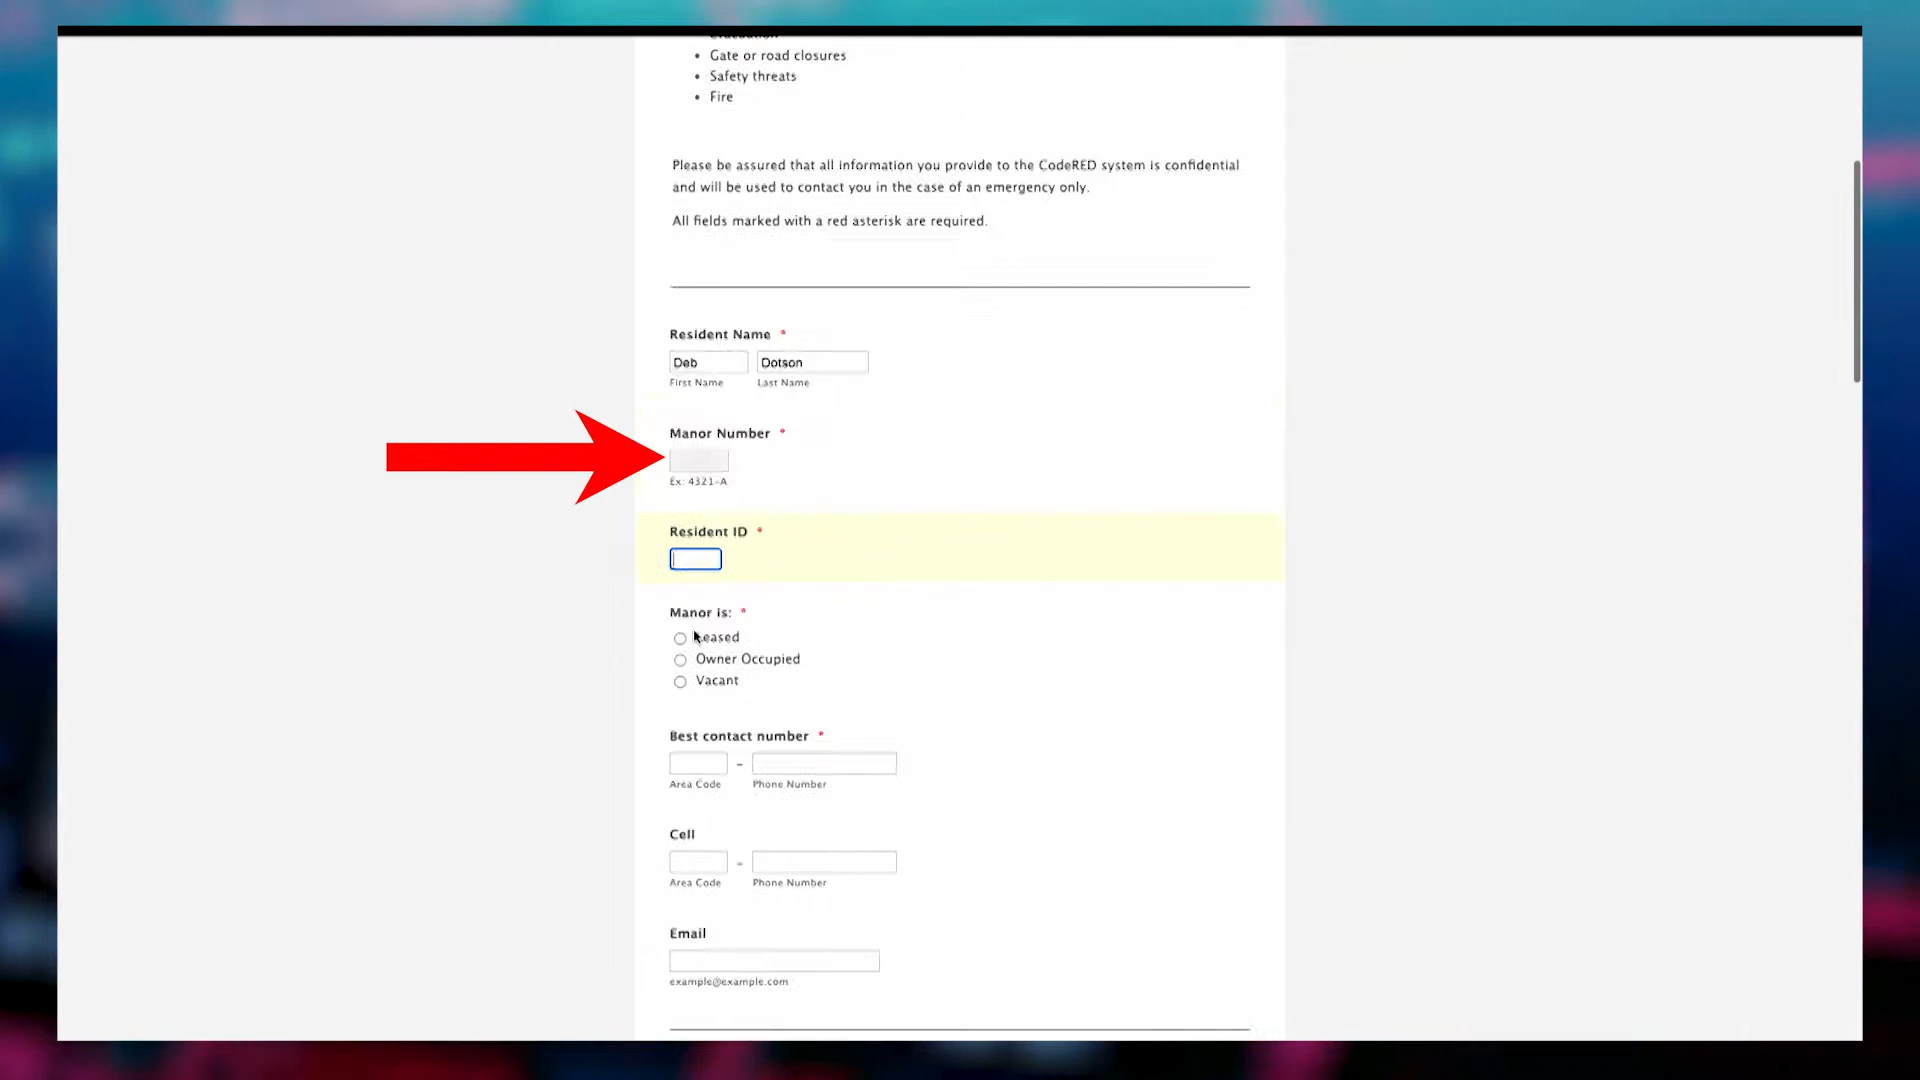 Evacuation
Gate or road closures
Safety threats
Fire
Please be assured that all information you provide to the CodeRED system is confidential
and will be used to contact you in the case of an emergency only.
All fields marked with a red asterisk are required.
Resident Name *
Deb Dotson
First Name Last Name
Manor Number *
Ex: 4321-A
Resident ID *
Manor is: *
Leased
Owner Occupied
Vacant
Best contact number *
-
Area Code Phone Number
Cell
-
Area Code Phone Number
Email
example@example.com